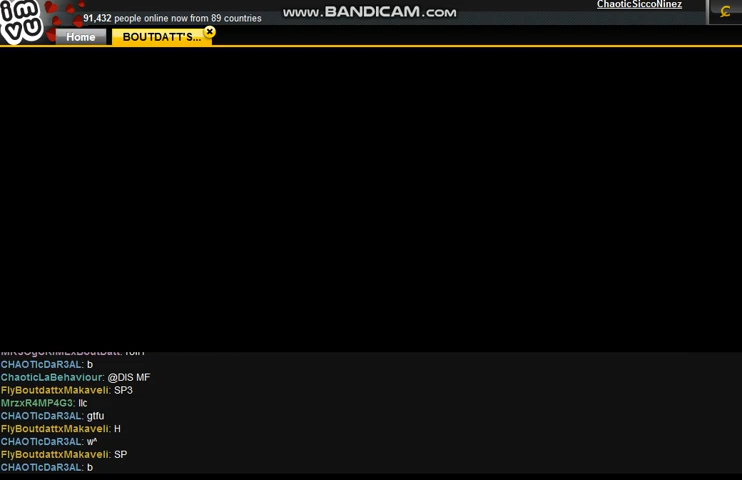 imvu
91,432 people online now from 89 countries
www.BANDICAM.com
ChaoticSiccoNinez
Home
BOUTDATT'S...
CHAOTIcDaR3AL: b
ChaoticLaBehaviour: @DIS MF
FlyBoutdattxMakaveli: SP3
MrzxR4MP4G3: llc
CHAOTIcDaR3AL: gtfu
FlyBoutdattxMakaveli: H
CHAOTIcDaR3AL: w^
FlyBoutdattxMakaveli: SP
CHAOTIcDaR3AL: b